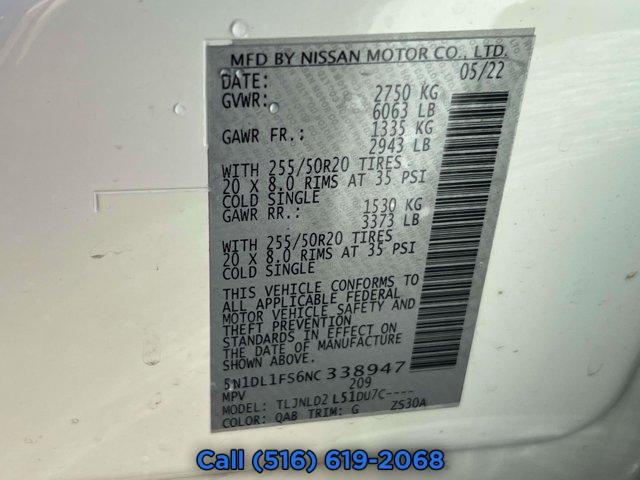 MFD BY NISSAN MOTOR CO., LTD.
DATE: 05/22
GVWR: 2750 KG
6063 LB
GAWR FR.: 1335 KG
2943 LB
WITH 255/50R20 TIRES
20 X 8.0 RIMS AT 35 PSI
COLD SINGLE
GAWR RR.: 1530 KG
3373 LB
WITH 255/50R20 TIRES
20 X 8.0 RIMS AT 35 PSI
COLD SINGLE
THIS VEHICLE CONFORMS TO
ALL APPLICABLE FEDERAL
MOTOR VEHICLE SAFETY AND
THEFT PREVENTION
STANDARDS IN EFFECT ON
THE DATE OF MANUFACTURE
SHOWN ABOVE.
5N1DL1FS6NC338947
MPV 209
MODEL: TLJNLD2 L51DU7C----
COLOR: QAB TRIM: G ZS30A
Call (516) 619-2068